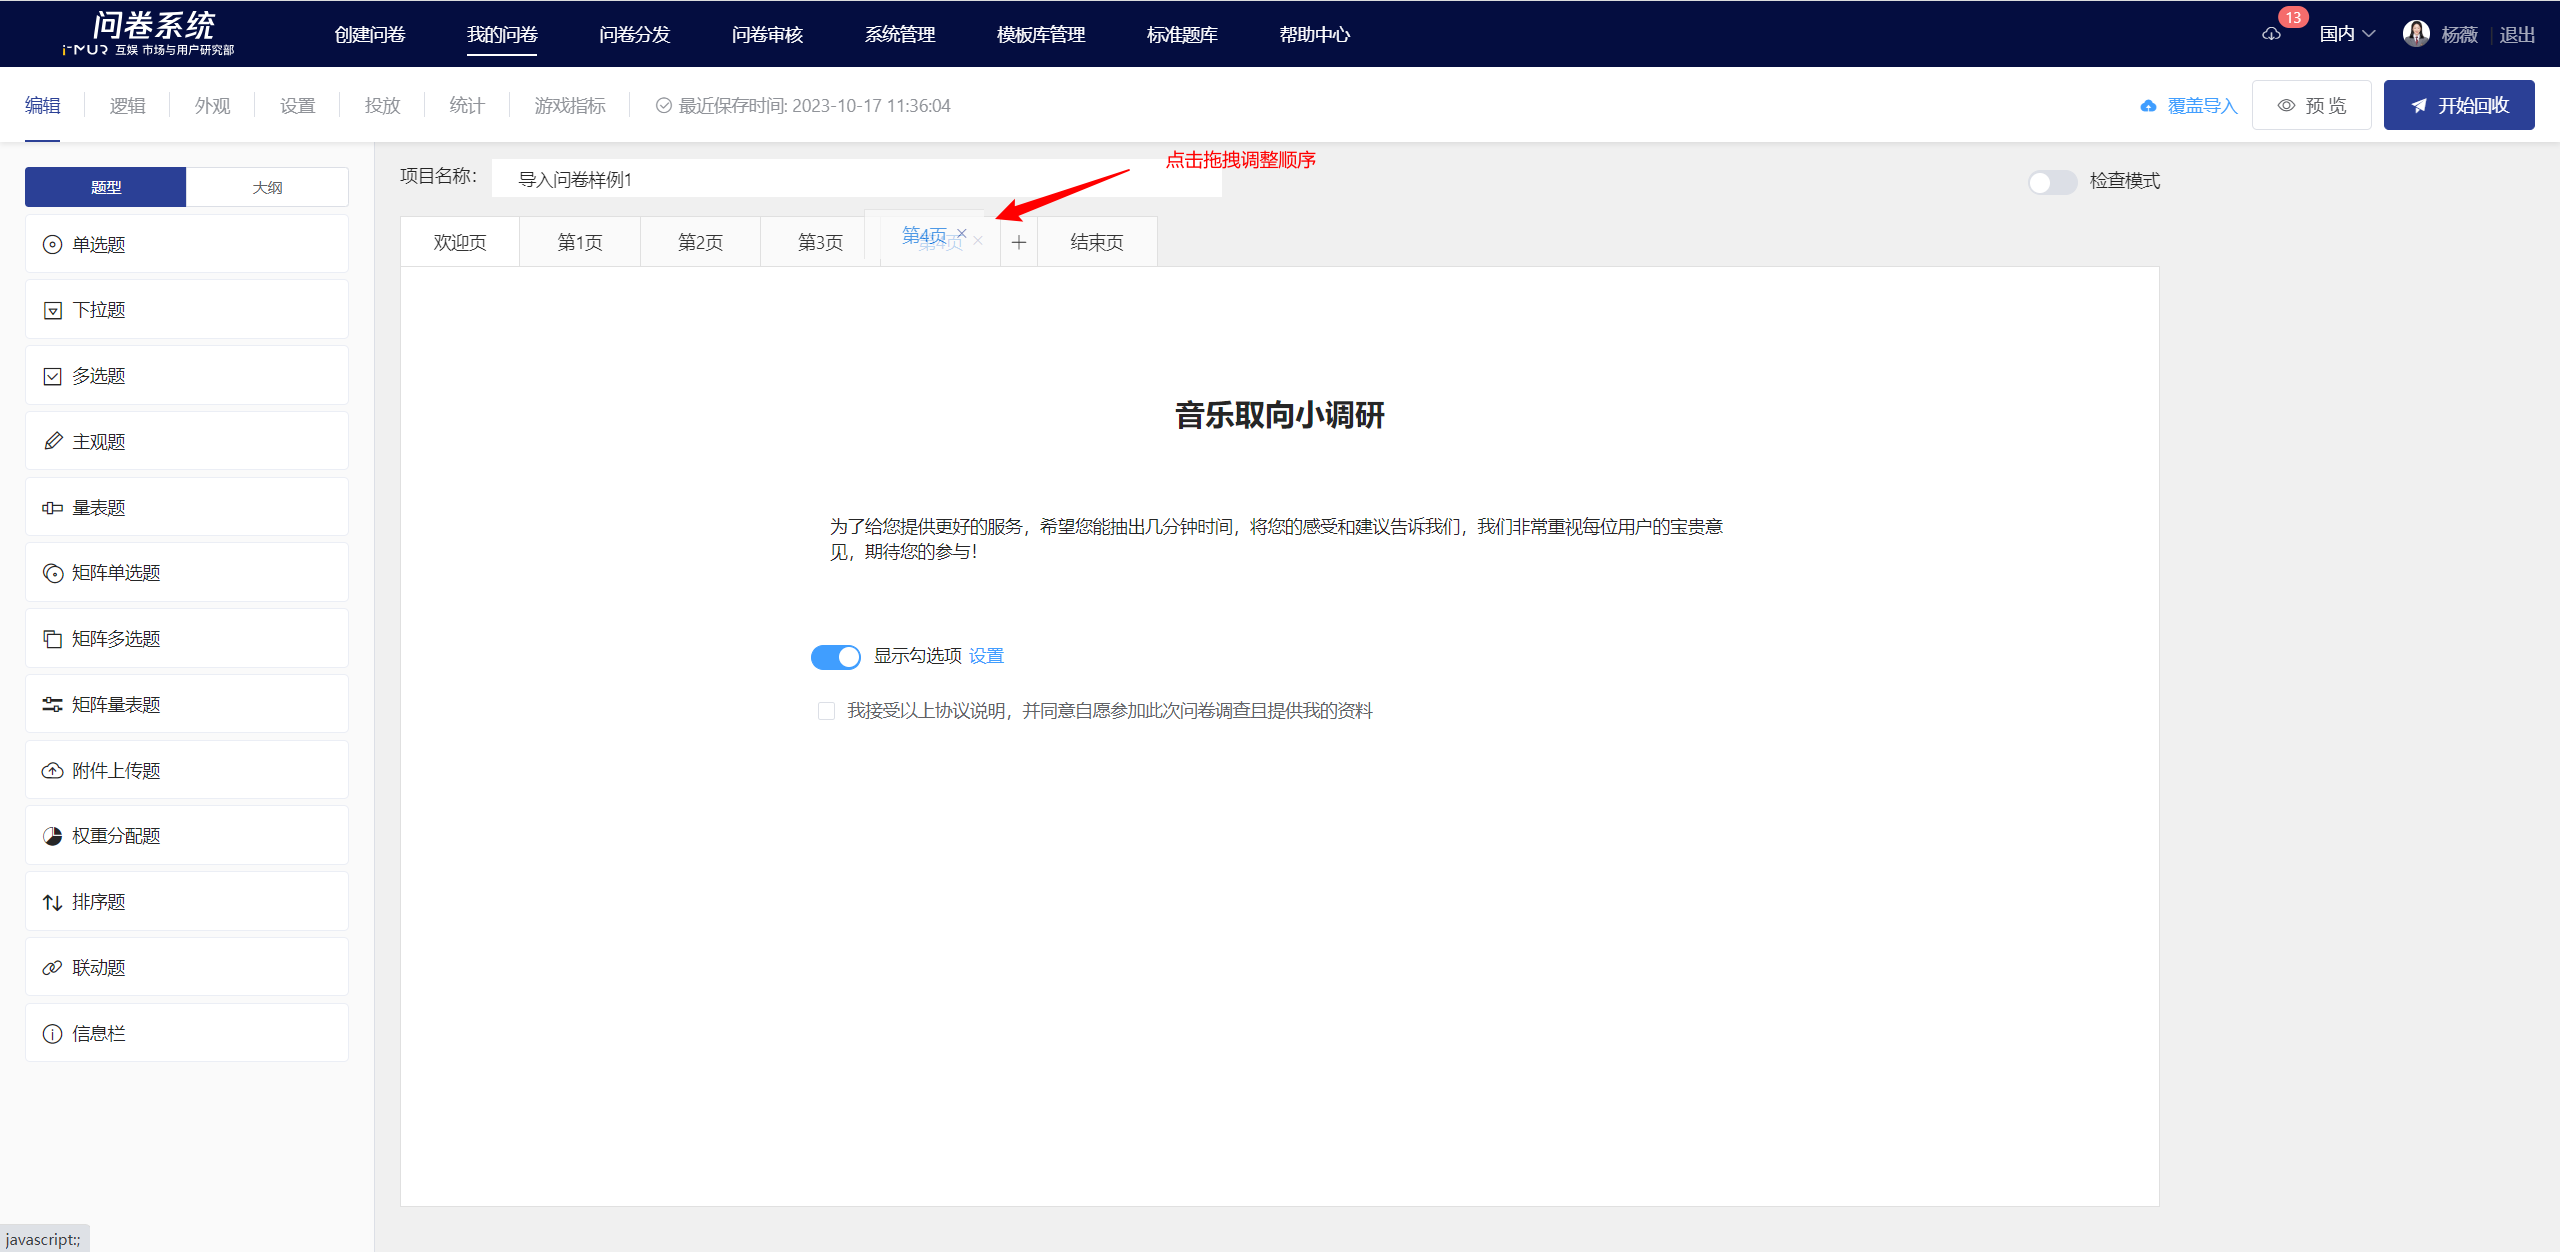 问卷系统
i-MUR 互娱 市场与用户研究部
创建问卷 我的问卷 问卷分发 问卷审核 系统管理 模板库管理 标准题库 帮助中心
13
国内 杨薇 退出
编辑 逻辑 外观 设置 投放 统计 游戏指标 最近保存时间: 2023-10-17 11:36:04
覆盖导入 预 览 开始回收
题型 大纲
单选题
下拉题
多选题
主观题
量表题
矩阵单选题
矩阵多选题
矩阵量表题
附件上传题
权重分配题
排序题
联动题
信息栏
点击拖拽调整顺序
项目名称: 导入问卷样例1
检查模式
欢迎页 第1页 第2页 第3页 第4页 × 第4页 × + 结束页
音乐取向小调研
为了给您提供更好的服务，希望您能抽出几分钟时间，将您的感受和建议告诉我们，我们非常重视每位用户的宝贵意
见，期待您的参与！
显示勾选项 设置
我接受以上协议说明，并同意自愿参加此次问卷调查且提供我的资料
javascript:;